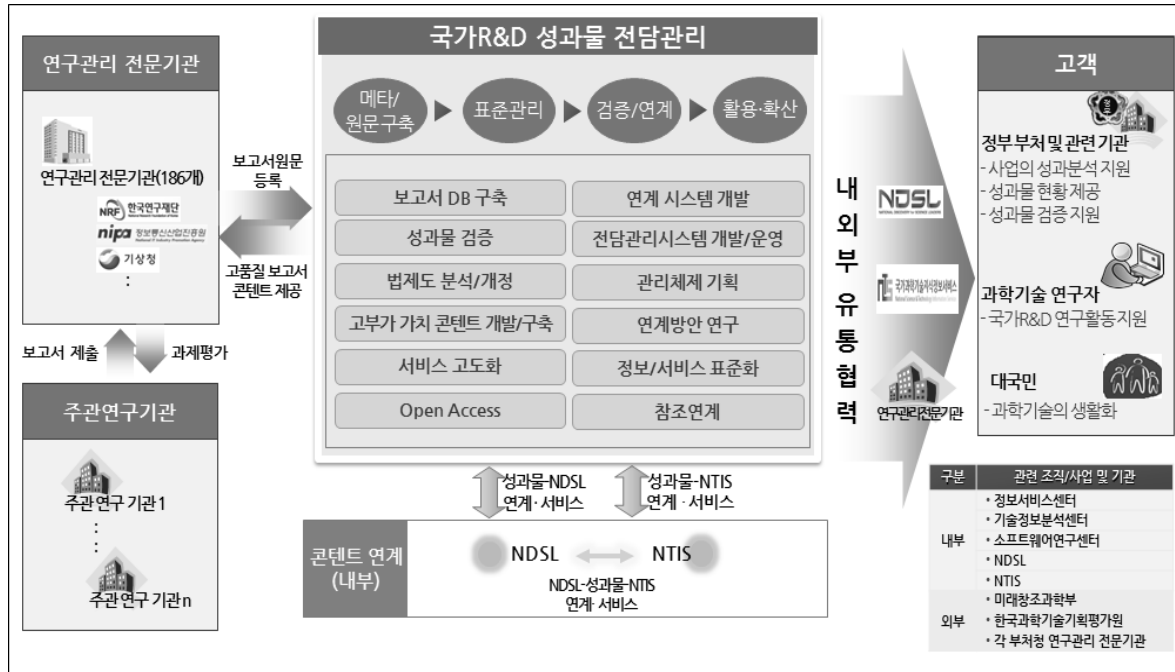 연구관리 전문기관
연구관리 전문기관(186개)
NRF 한국연구재단
nipa 정보통신산업진흥원
National IT Industry Promotion Agency
기상청
:
보고서원문
등록
고품질 보고서
콘텐트 제공
보고서 제출
과제평가
주관연구기관
주관 연구 기관 1
주관 연구 기관 n
국가R&D 성과물 전담관리
메타/
원문 구축
표준관리
검증/연계
활용·확산
보고서 DB 구축
연계 시스템 개발
성과물 검증
전담관리시스템 개발/운영
법제도 분석/개정
관리체제 기획
고부가 가치 콘텐트 개발/구축
연계방안 연구
서비스 고도화
정보/서비스 표준화
Open Access
참조연계
성과물-NDSL
연계· 서비스
성과물-NTIS
연계 · 서비스
콘텐트 연계
(내부)
NDSL
NTIS
NDSL-성과물-NTIS
연계· 서비스
내외부 유통협력
NDSL
NTIS 국가과학기술지식정보서비스
연구관리전문기관
고객
정부 부처 및 관련 기관
- 사업의 성과분석 지원
- 성과물 현황 제공
- 성과물 검증 지원
과학기술 연구자
- 국가R&D 연구활동지원
대국민
- 과학기술의 생활화
구분 관련 조직/사업 및 기관
내부
• 정보서비스센터
• 기술정보분석센터
• 소프트웨어연구센터
• NDSL
• NTIS
외부
• 미래창조과학부
• 한국과학기술기획평가원
• 각 부처청 연구관리 전문기관